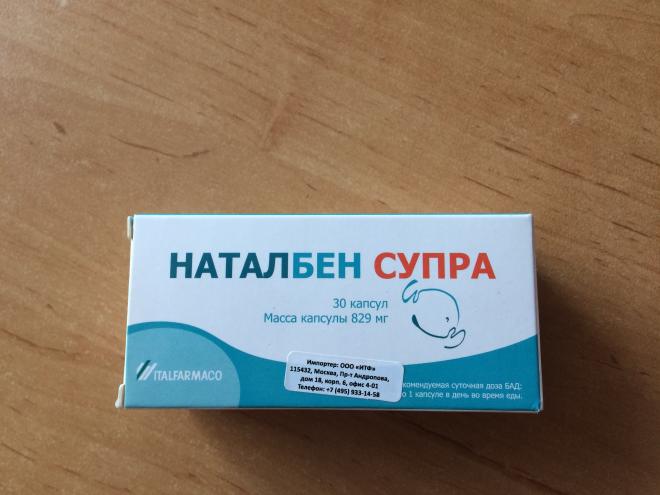 НАТАЛБЕН СУПРА
30 капсул
Масса капсулы 829 мг
ITALFARMACO
Импортер: ООО «ИТФ»
115432, Москва, Пр-т Андропова,
дом 18, корп. 6, офис 4-01
Телефон: +7 (495) 933-14-58
суточная доза БАД:
1 капсуле в день во время еды.